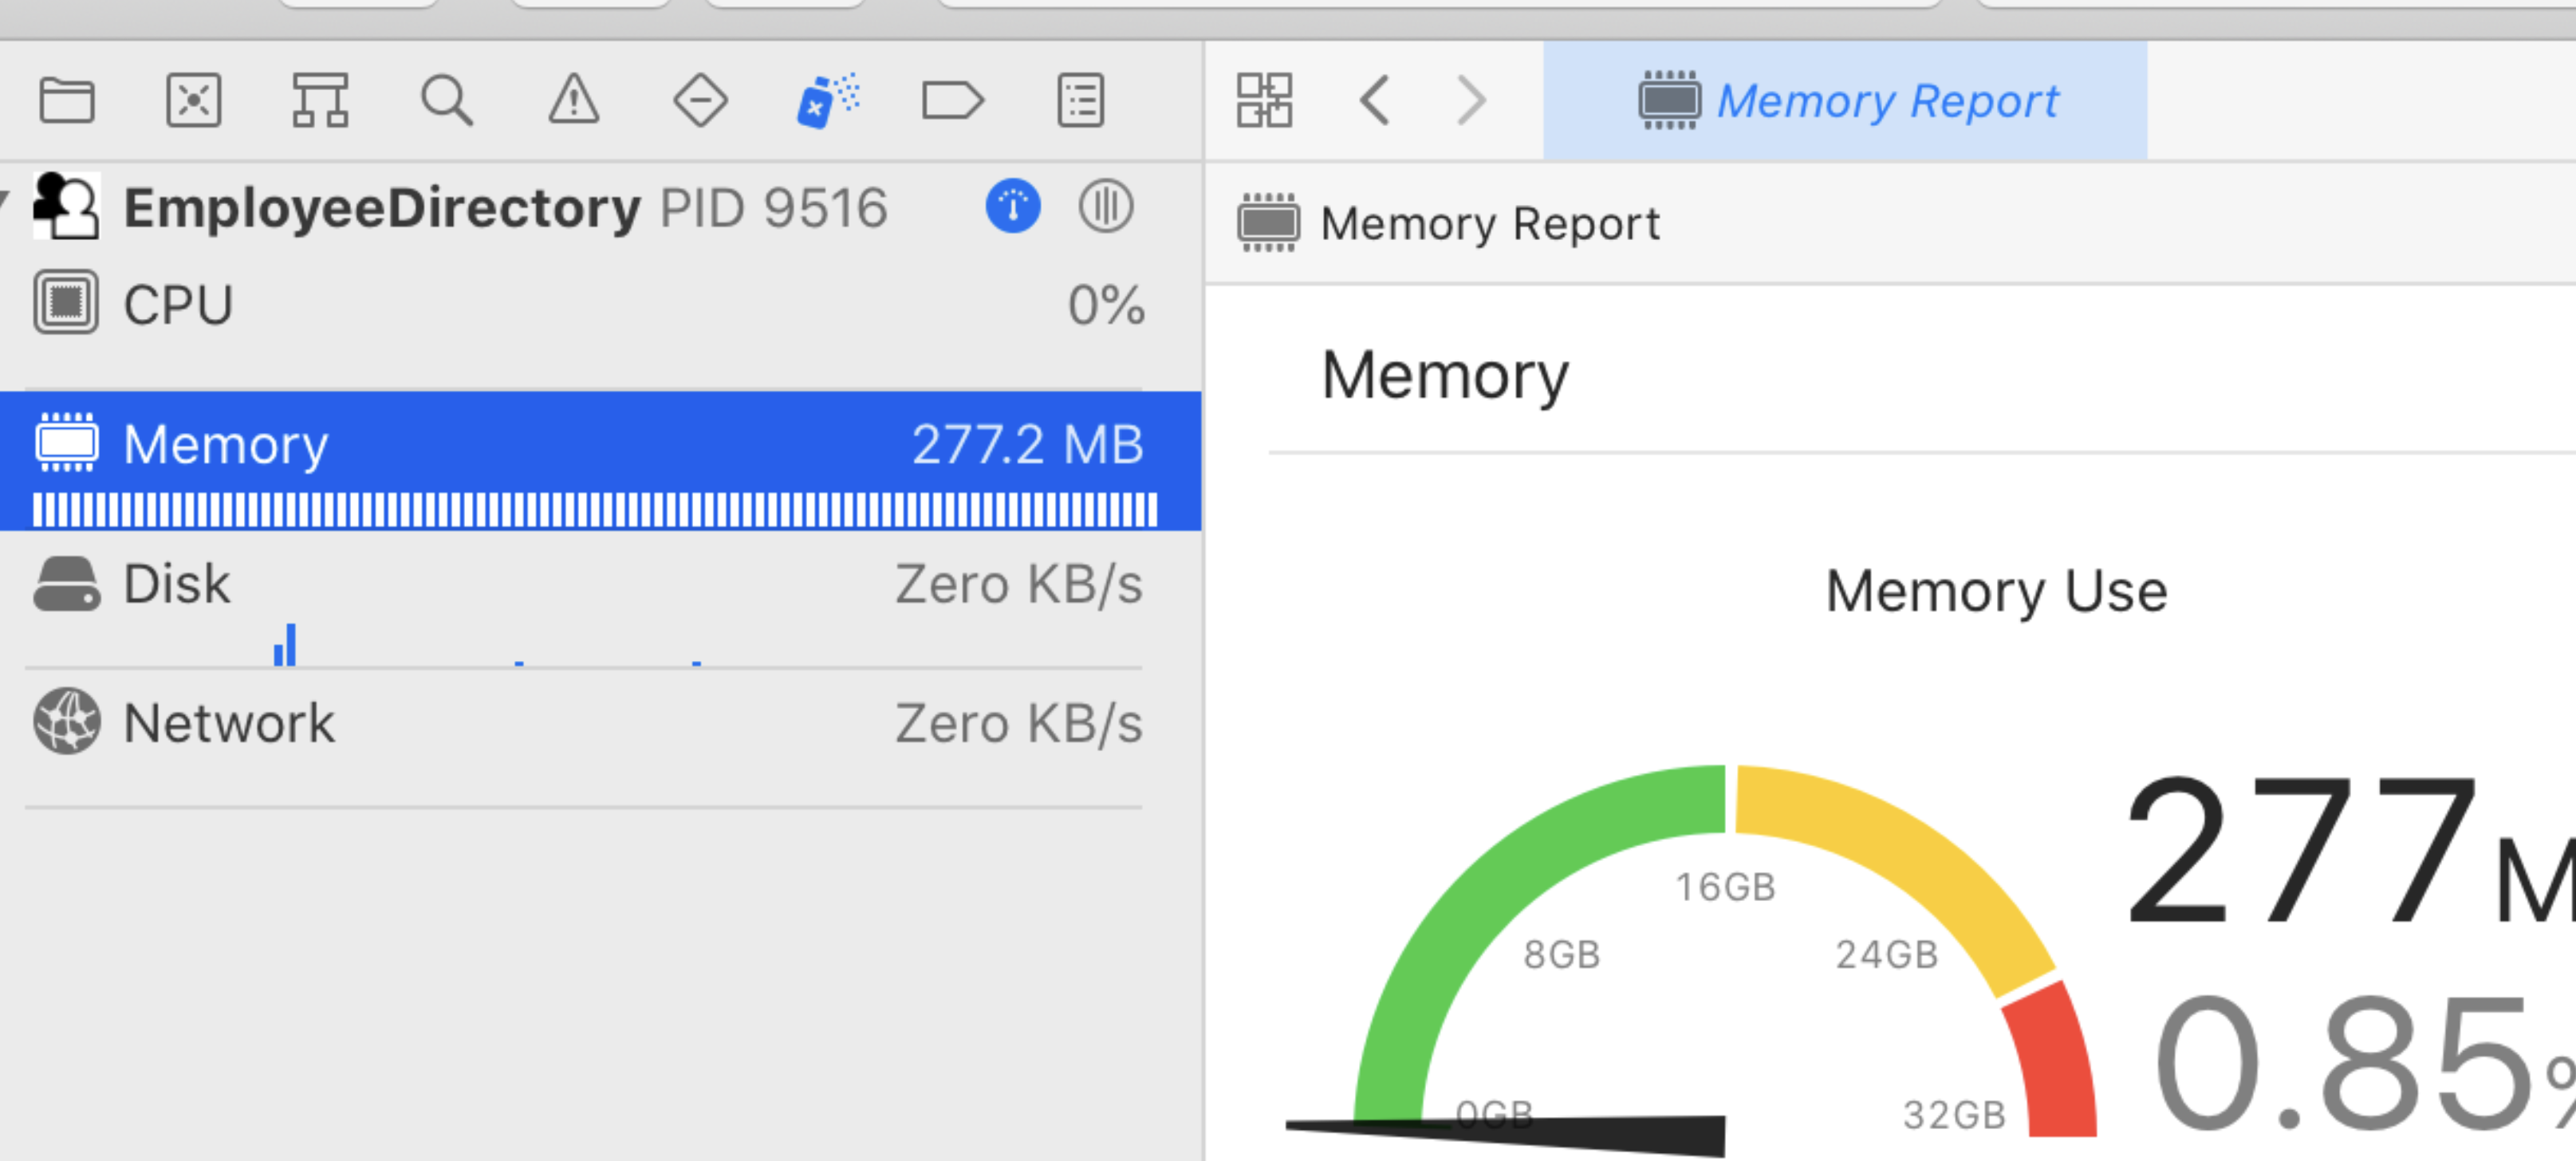 Memory Report
EmployeeDirectory PID 9516
CPU 0%
Memory 277.2 MB
Disk Zero KB/s
Network Zero KB/s
Memory Report
Memory
Memory Use
16GB
8GB
24GB
0GB
32GB
277
0.85%